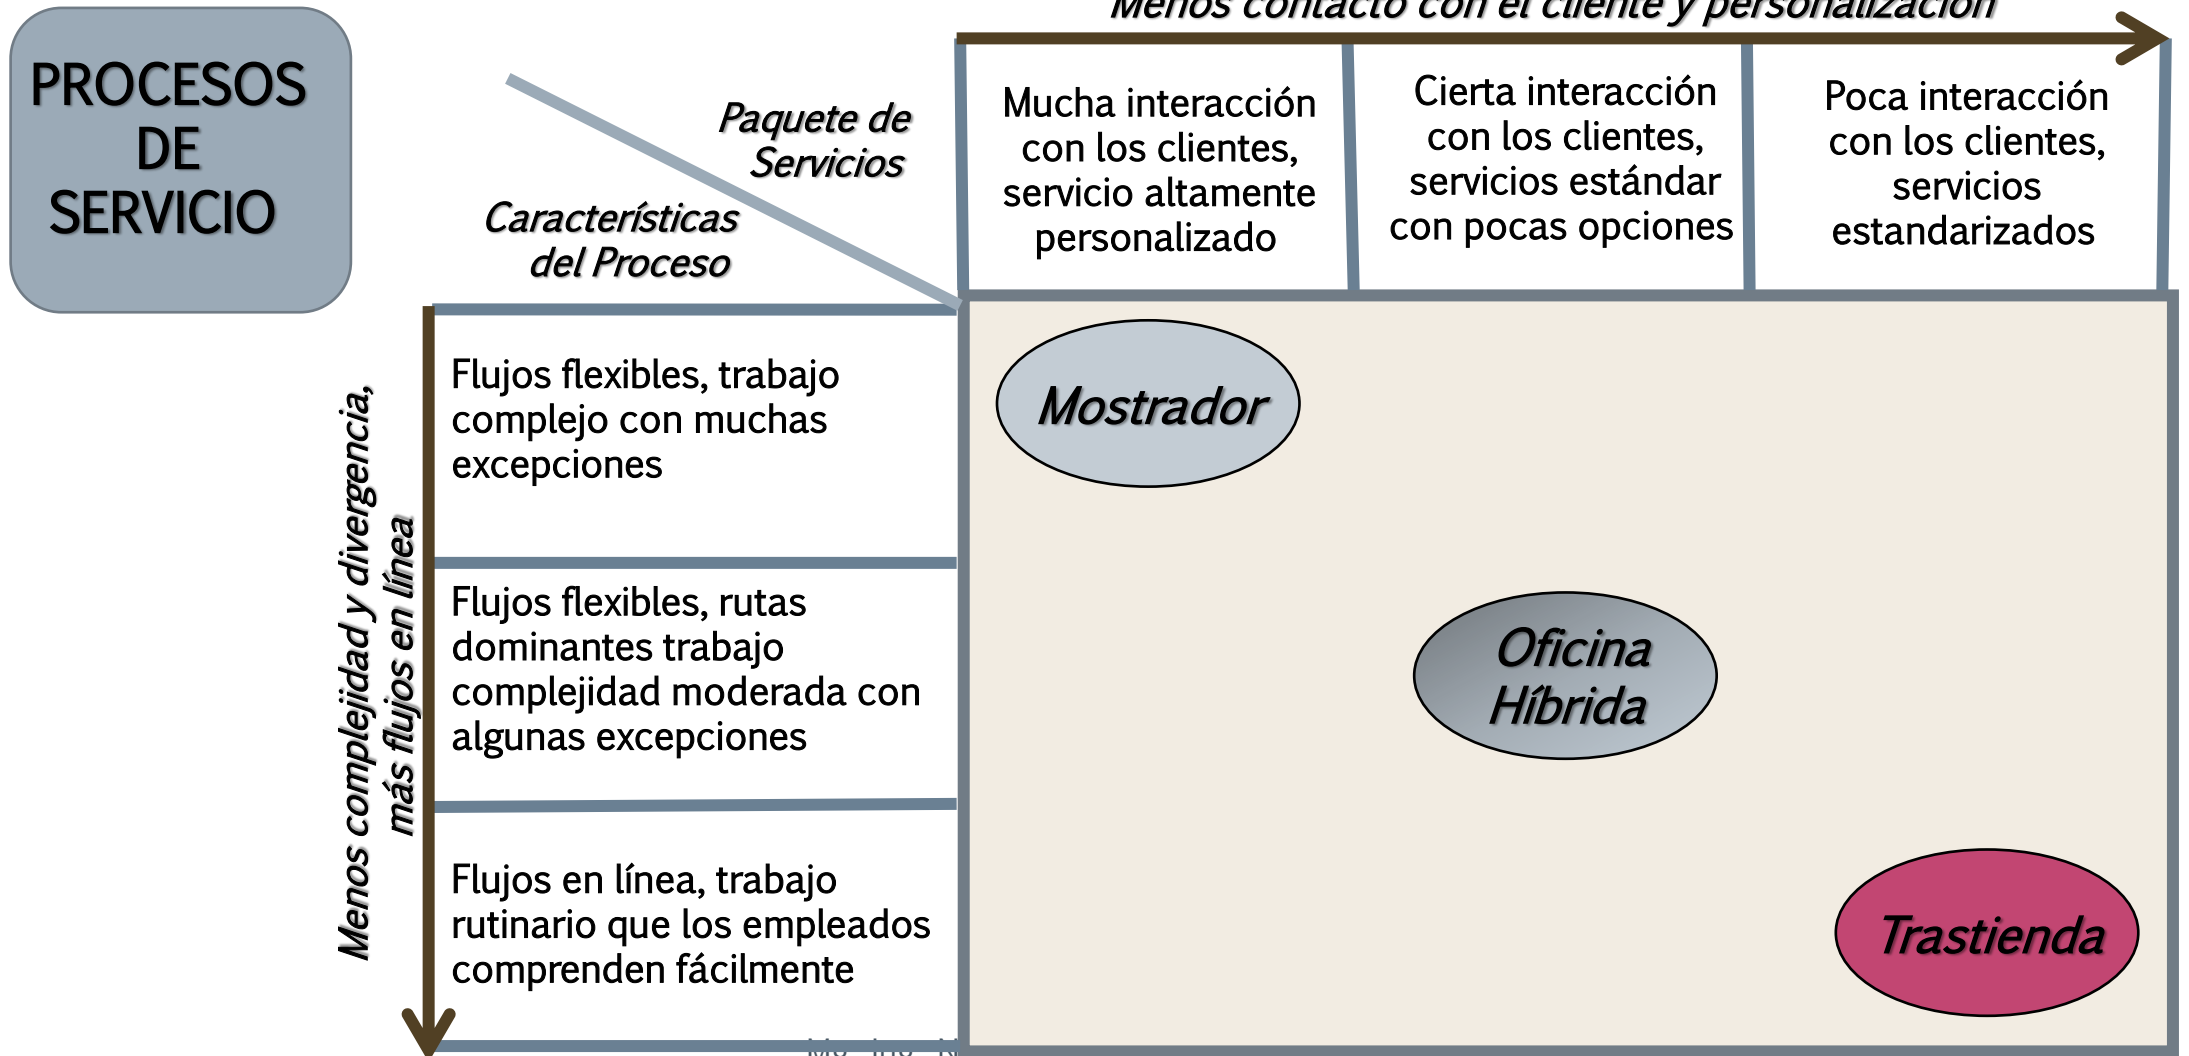 Menos contacto con el cliente y personalización
PROCESOS
DE
SERVICIO
Paquete de
Servicios
Características
del Proceso
Mucha interacción
con los clientes,
servicio altamente
personalizado
Cierta interacción
con los clientes,
servicios estándar
con pocas opciones
Poca interacción
con los clientes,
servicios
estandarizados
Menos complejidad y divergencia,
más flujos en línea
Flujos flexibles, trabajo
complejo con muchas
excepciones
Flujos flexibles, rutas
dominantes trabajo
complejidad moderada con
algunas excepciones
Flujos en línea, trabajo
rutinario que los empleados
comprenden fácilmente
Mostrador
Oficina
Híbrida
Trastienda